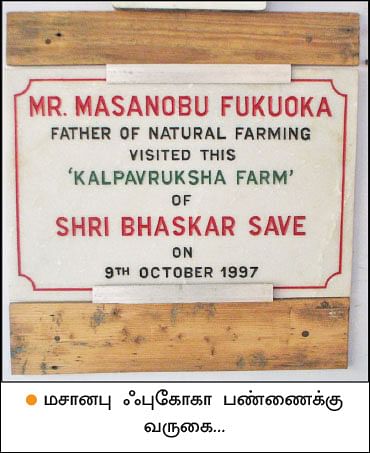 MR. MASANOBU FUKUOKA
FATHER OF NATURAL FARMING
VISITED THIS
'KALPAVRUKSHA FARM'
OF
SHRI BHASKAR SAVE
ON
9TH OCTOBER 1997
மசானபு ஃபுகோகா பண்ணைக்கு
வருகை...